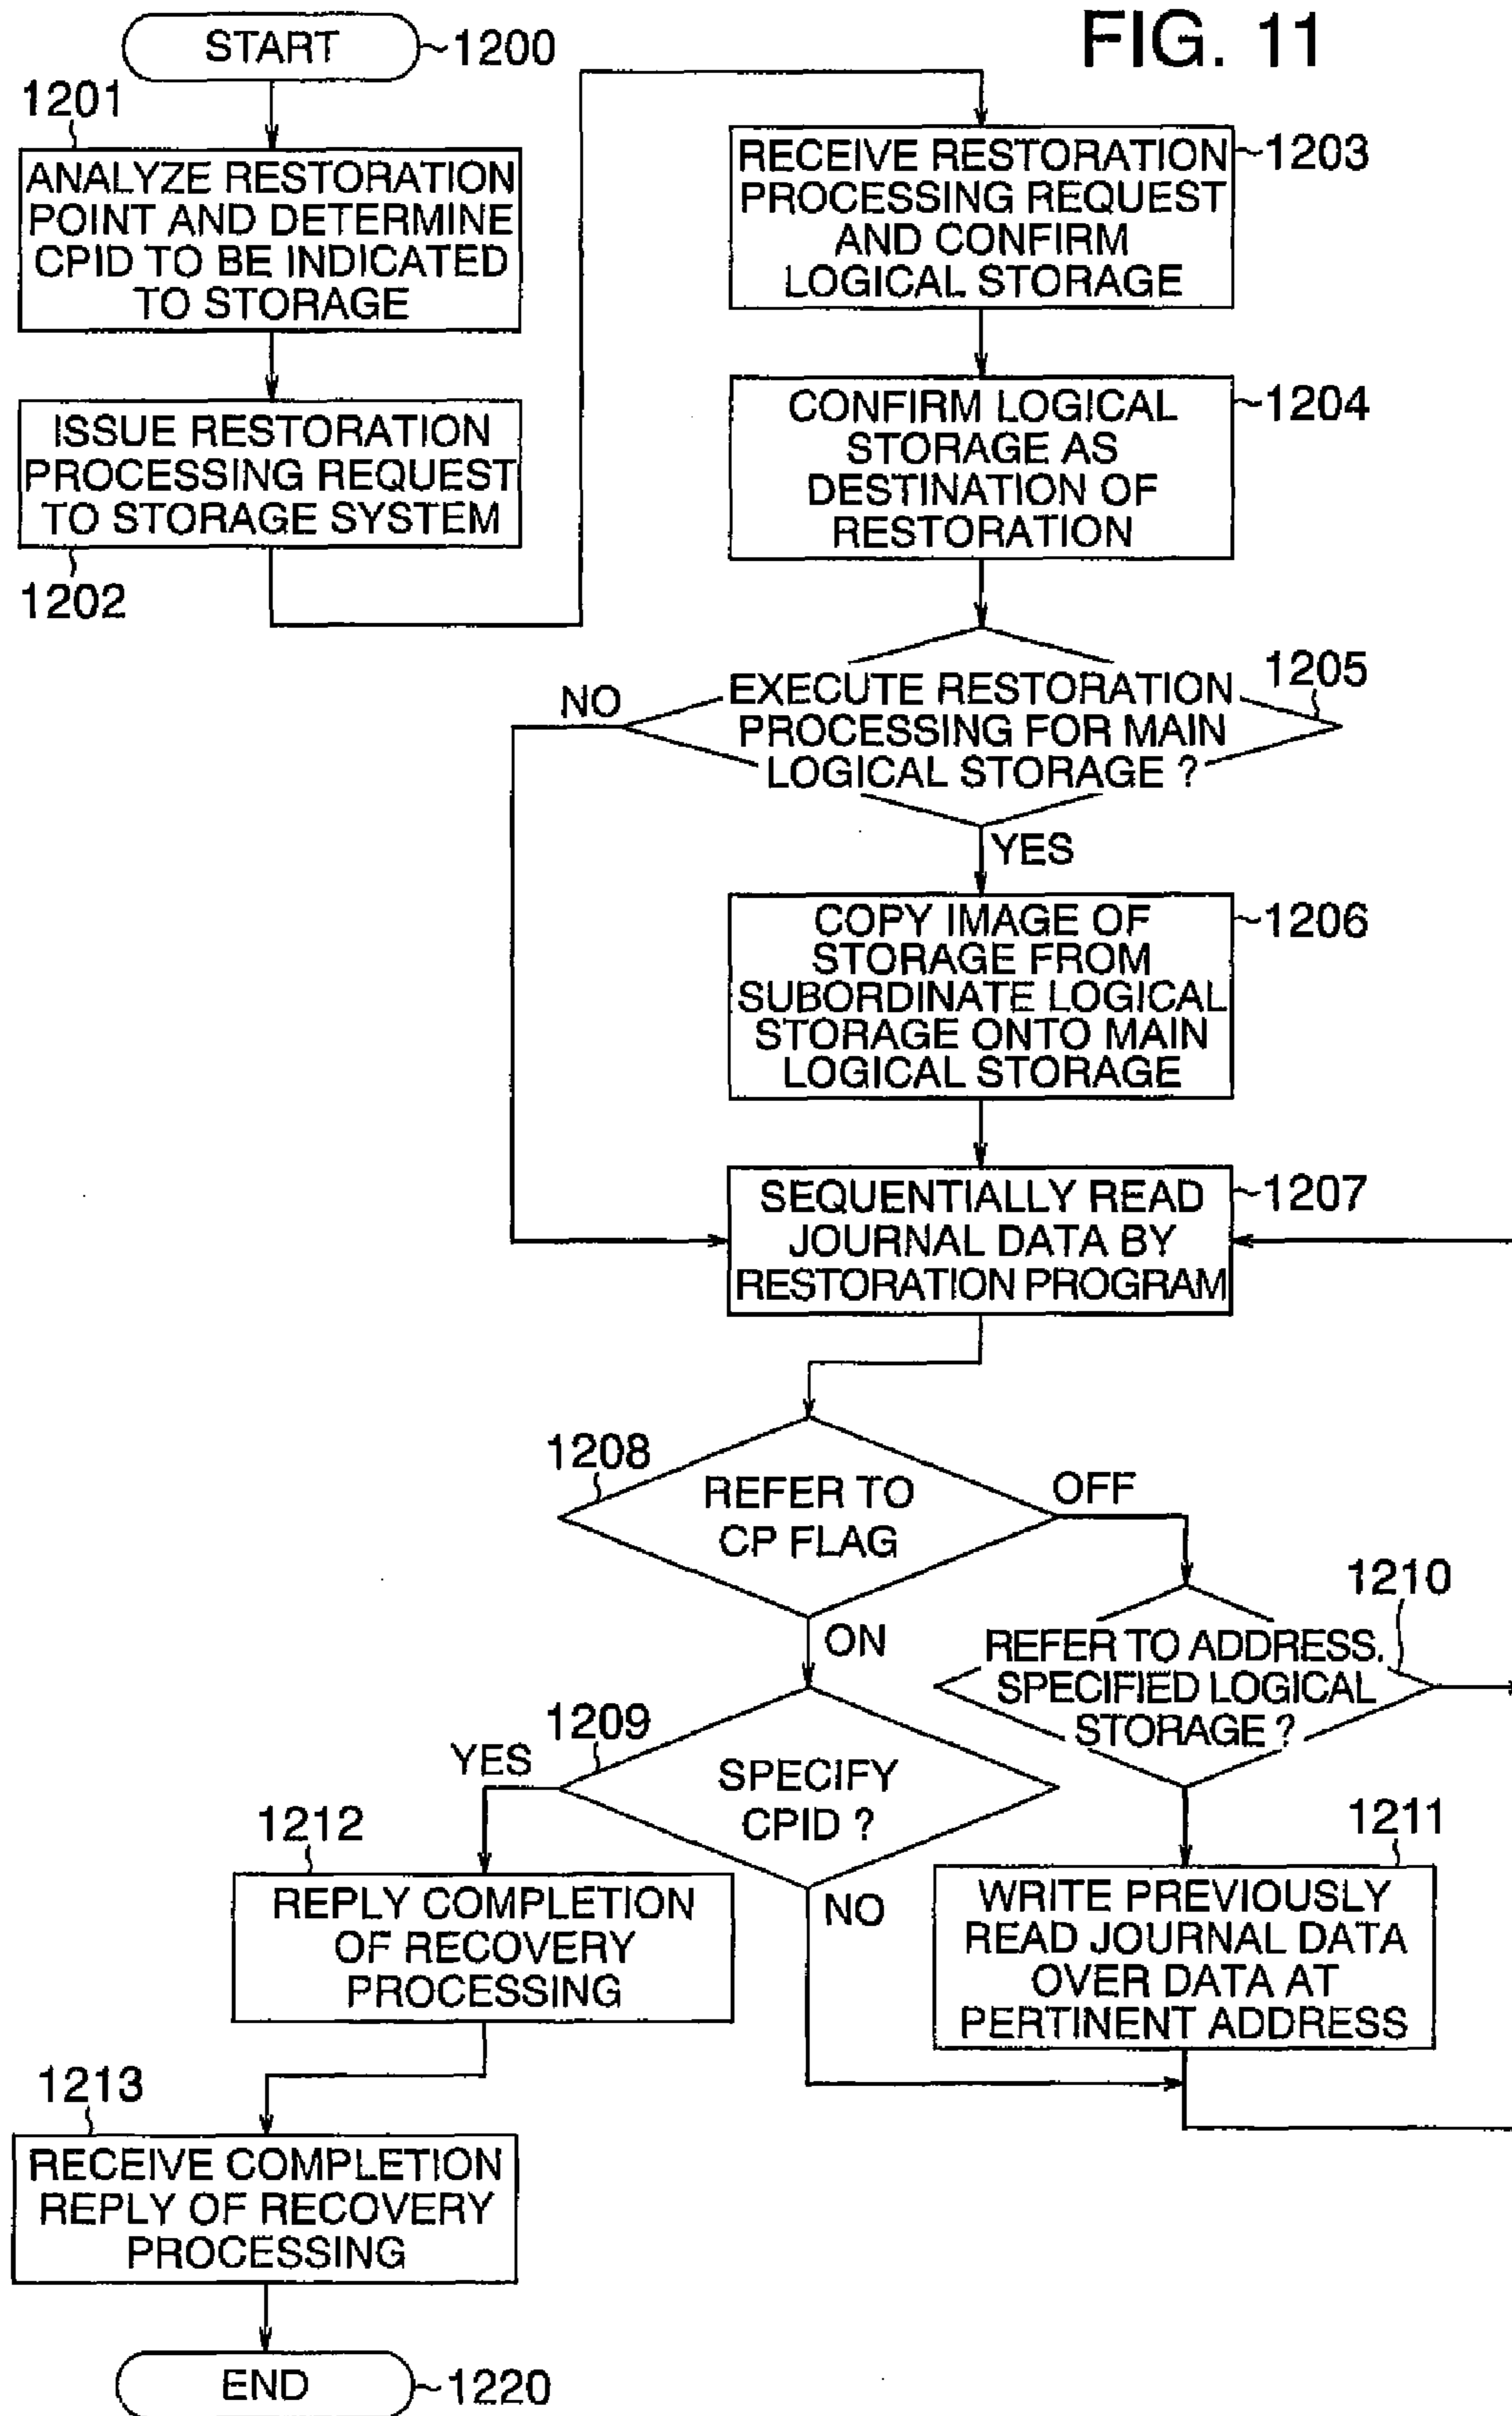 FIG. 11
START
1200
1201
ANALYZE RESTORATION
POINT AND DETERMINE
CPID TO BE INDICATED
TO STORAGE
ISSUE RESTORATION
PROCESSING REQUEST
TO STORAGE SYSTEM
1202
RECEIVE RESTORATION
PROCESSING REQUEST
AND CONFIRM
LOGICAL STORAGE
1203
CONFIRM LOGICAL
STORAGE AS
DESTINATION OF
RESTORATION
1204
EXECUTE RESTORATION
PROCESSING FOR MAIN
LOGICAL STORAGE ?
1205
NO
YES
COPY IMAGE OF
STORAGE FROM
SUBORDINATE LOGICAL
STORAGE ONTO MAIN
LOGICAL STORAGE
1206
SEQUENTIALLY READ
JOURNAL DATA BY
RESTORATION PROGRAM
1207
1208
REFER TO
CP FLAG
OFF
ON
1210
REFER TO ADDRESS.
SPECIFIED LOGICAL
STORAGE ?
1209
SPECIFY
CPID ?
YES
NO
1211
WRITE PREVIOUSLY
READ JOURNAL DATA
OVER DATA AT
PERTINENT ADDRESS
1212
REPLY COMPLETION
OF RECOVERY
PROCESSING
1213
RECEIVE COMPLETION
REPLY OF RECOVERY
PROCESSING
END
1220